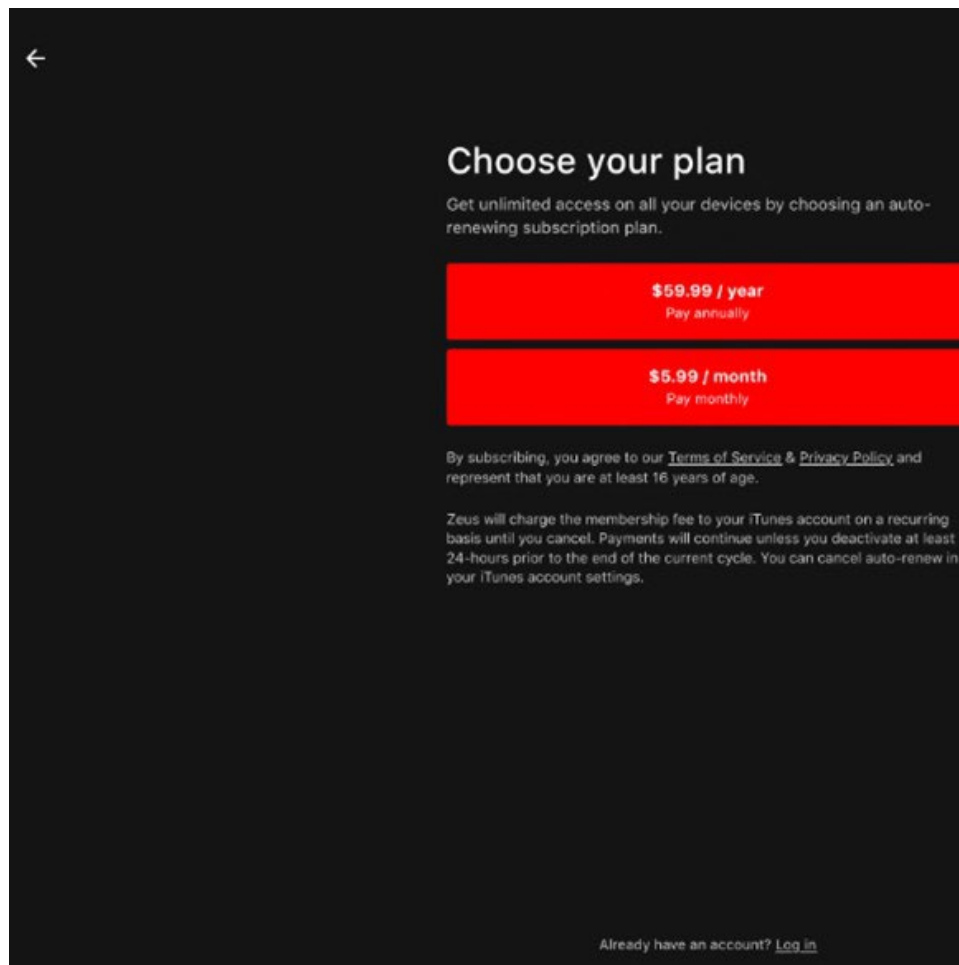 Choose your plan
Get unlimited access on all your devices by choosing an auto-
renewing subscription plan.
$59.99 / year
Pay annually
$5.99 / month
Pay monthly
By subscribing, you agree to our Terms of Service & Privacy Policy and
represent that you are at least 16 years of age.
Zeus will charge the membership fee to your iTunes account on a recurring
basis until you cancel. Payments will continue unless you deactivate at least
24-hours prior to the end of the current cycle. You can cancel auto-renew in
your iTunes account settings.
Already have an account? Log in